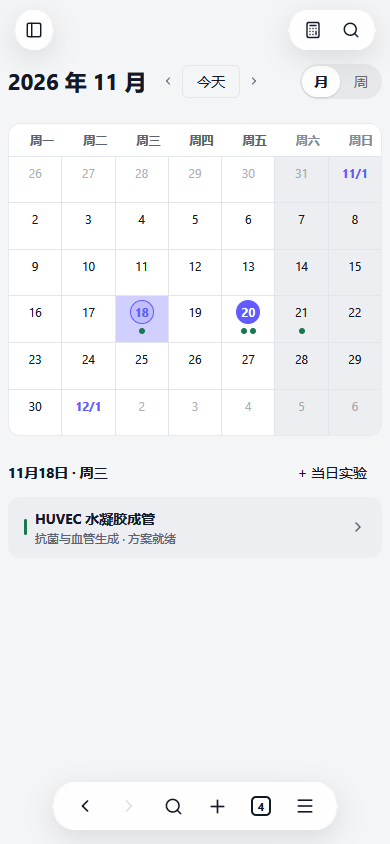 2026 年 11 月 今天 月 周
周一 周二 周三 周四 周五 周六 周日
26 27 28 29 30 31 11/1
2 3 4 5 6 7 8
9 10 11 12 13 14 15
16 17 18 19 20 21 22
23 24 25 26 27 28 29
30 12/1 2 3 4 5 6
11月18日 · 周三 + 当日实验
HUVEC 水凝胶成管
抗菌与血管生成 · 方案就绪
4